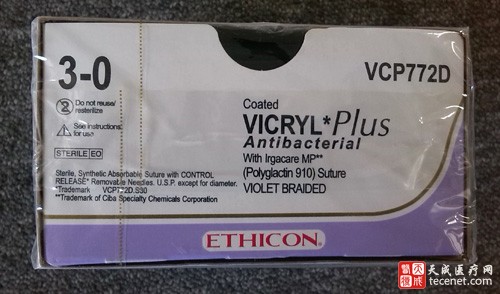 3-0
VCP772D
Do not reuse/
resterilize
See instructions
for use
STERILE EO
Coated
VICRYL* Plus
Antibacterial
With Irgacare MP**
(Polyglactin 910) Suture
VIOLET BRAIDED
Sterile, Synthetic Absorbable Suture with CONTROL
RELEASE* Removable Needles. U.S.P. except for diameter.
*Trademark VCP772D.S30
**Trademark of Ciba Specialty Chemicals Corporation
ETHICON
天成医疗网
tecenet.com